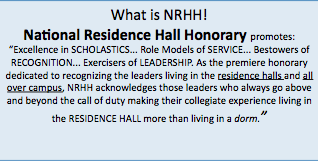 What is NRHH!
National Residence Hall Honorary promotes:
“Excellence in SCHOLASTICS... Role Models of SERVICE... Bestowers of
RECOGNITION... Exercisers of LEADERSHIP. As the premiere honorary
dedicated to recognizing the leaders living in the residence halls and all
over campus, NRHH acknowledges those leaders who always go above
and beyond the call of duty making their collegiate experience living in
the RESIDENCE HALL more than living in a dorm.”